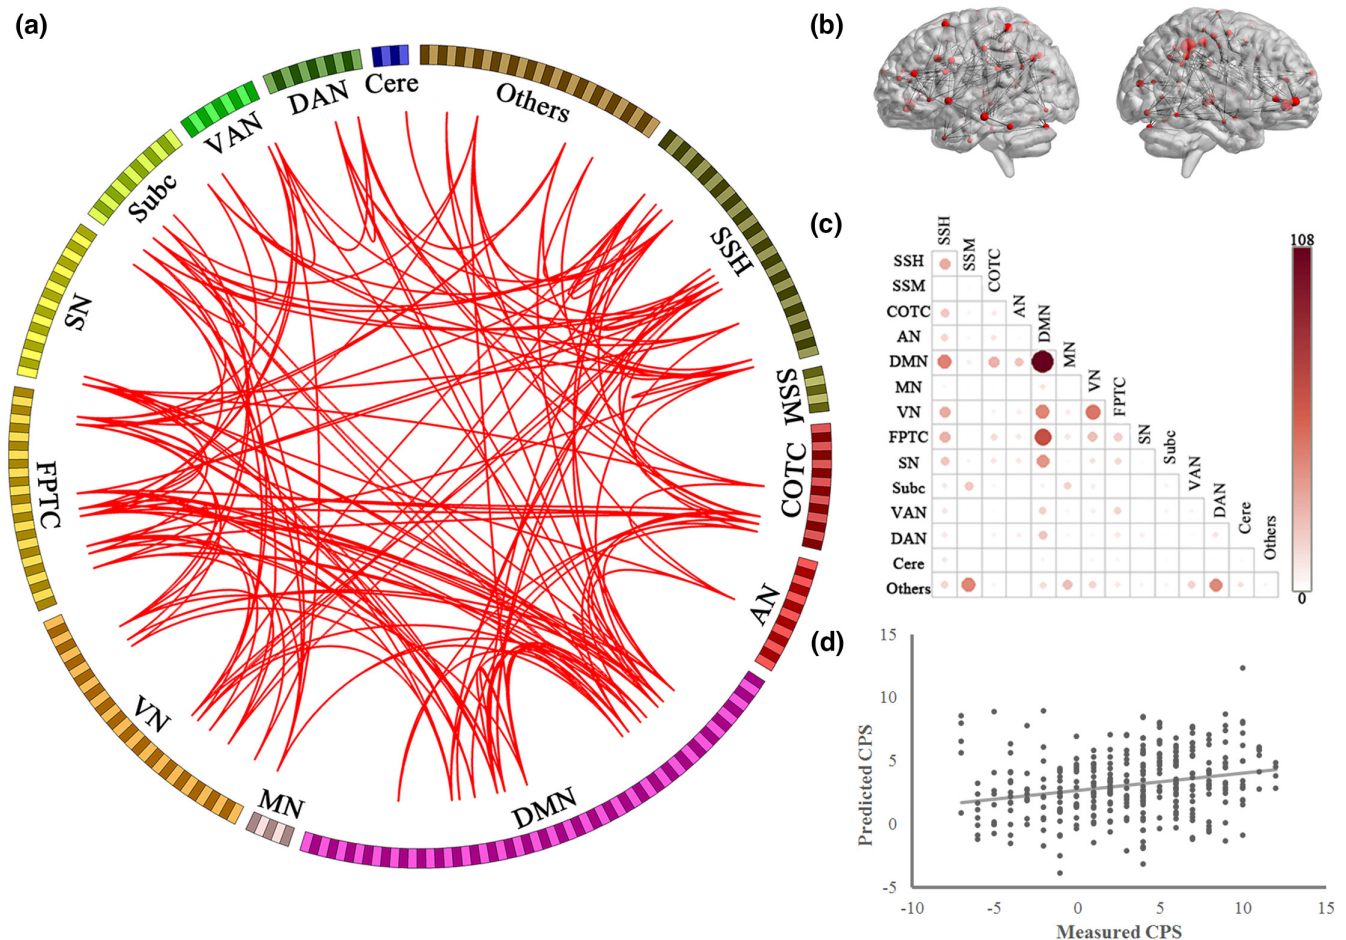 (a)
Cere
Others
DAN
VAN
Subc
SN
SSH
SSM
FPTC
COTC
AN
VN
MN
DMN
(b)
(c)
SSH
SSM
COTC
AN
DMN
MN
VN
FPTC
SN
Subc
VAN
DAN
Cere
Others
SSH
SSM
COTC
AN
DMN
MN
VN
FPTC
SN
Subc
VAN
DAN
Cere
Others
108
0
(d)
15
10
5
0
-5
-10
-5
0
5
10
15
Predicted CPS
Measured CPS